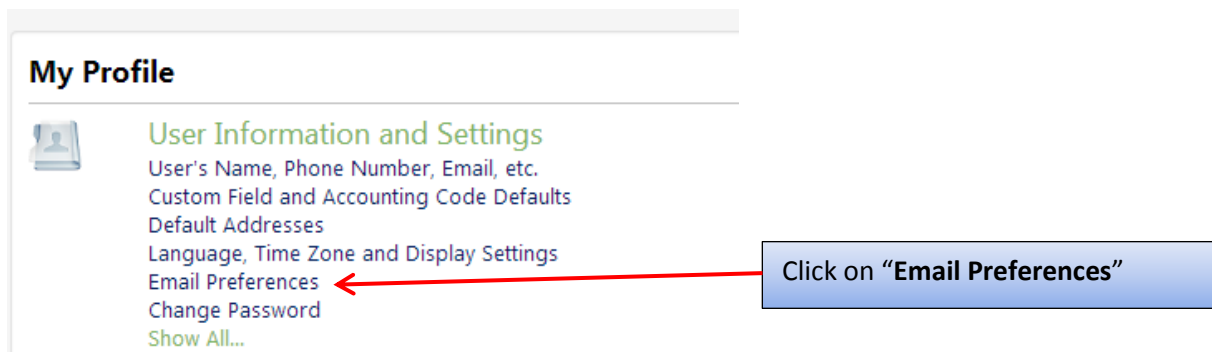 My Profile
User Information and Settings
User's Name, Phone Number, Email, etc.
Custom Field and Accounting Code Defaults
Default Addresses
Language, Time Zone and Display Settings
Email Preferences
Click on “Email Preferences”
Change Password
Show All...